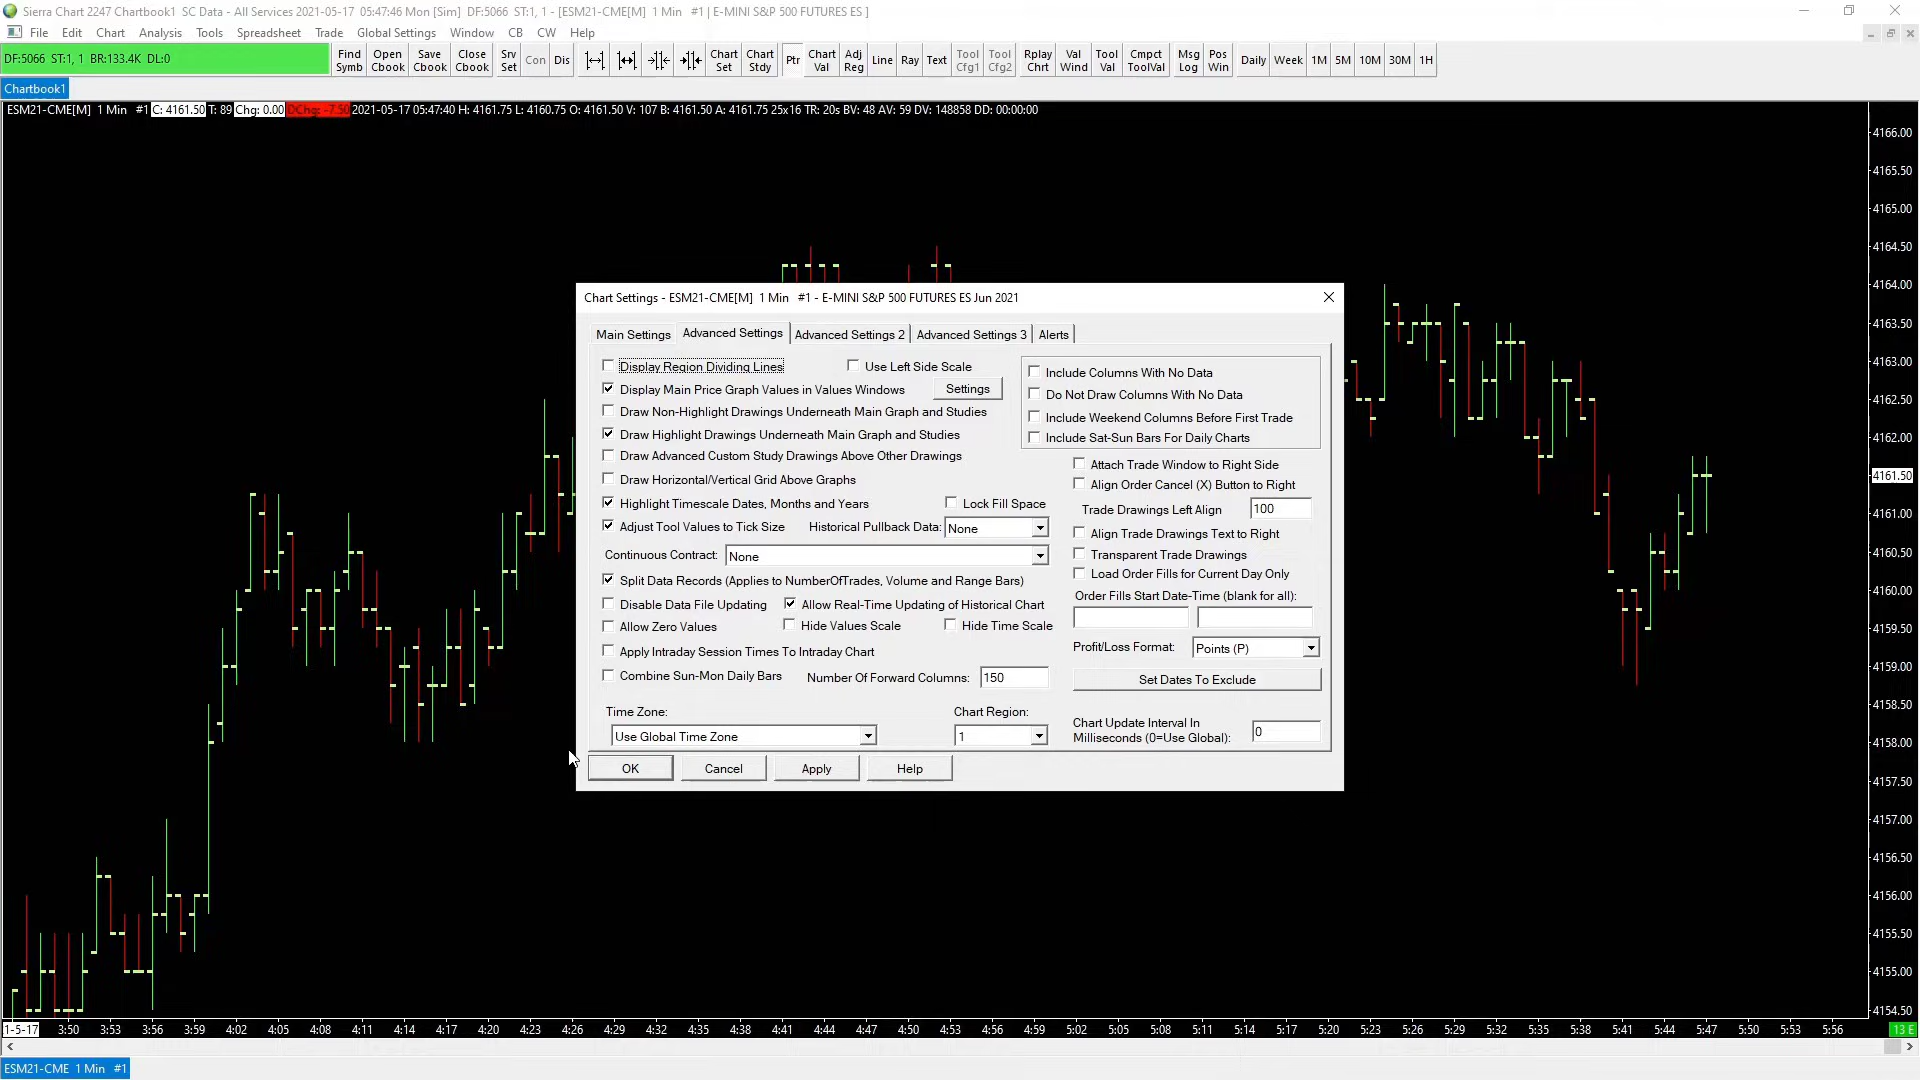 Sierra Chart 2247 Chartbook1  SC Data - All Services 2021-05-17  05:47:46 Mon [Sim]  DF:5066  ST:1, 1 - [ESM21-CME[M]  1 Min   #1 | E-MINI S&P 500 FUTURES ES ]
File Edit Chart Analysis Tools Spreadsheet Trade Global Settings Window CB CW Help
DF:5066  ST:1, 1  BR:133.4K  DL:0
Find Symb Open Cbook Save Cbook Close Cbook Srv Set Con Dis Chart Set Chart Stdy Ptr Chart Val Adj Reg Line Ray Text Tool Cfg1 Tool Cfg2 Rplay Chrt Val Wind Tool Val Cmpct ToolVal Msg Log Pos Win Daily Week 1M 5M 10M 30M 1H
Chartbook1
ESM21-CME[M]  1 Min   #1 C: 4161.50 T: 89 Chg: 0.00 DChg: -7.50 2021-05-17 05:47:40 H: 4161.75 L: 4160.75 O: 4161.50 V: 107 B: 4161.50 A: 4161.75 25x16 TR: 20s BV: 48 AV: 59 DV: 148858 DD: 00:00:00
4166.00
4165.50
4165.00
4164.50
4164.00
4163.50
4163.00
4162.50
4162.00
4161.50
4161.00
4160.50
4160.00
4159.50
4159.00
4158.50
4158.00
4157.50
4157.00
4156.50
4156.00
4155.50
4155.00
4154.50
Chart Settings - ESM21-CME[M]  1 Min   #1 - E-MINI S&P 500 FUTURES ES Jun 2021
Main Settings Advanced Settings Advanced Settings 2 Advanced Settings 3 Alerts
Display Region Dividing Lines Use Left Side Scale
Display Main Price Graph Values in Values Windows Settings
Draw Non-Highlight Drawings Underneath Main Graph and Studies
Draw Highlight Drawings Underneath Main Graph and Studies
Draw Advanced Custom Study Drawings Above Other Drawings
Draw Horizontal/Vertical Grid Above Graphs
Highlight Timescale Dates, Months and Years Lock Fill Space
Adjust Tool Values to Tick Size Historical Pullback Data: None
Continuous Contract: None
Split Data Records (Applies to NumberOfTrades, Volume and Range Bars)
Disable Data File Updating Allow Real-Time Updating of Historical Chart
Allow Zero Values Hide Values Scale Hide Time Scale
Apply Intraday Session Times To Intraday Chart
Combine Sun-Mon Daily Bars Number Of Forward Columns: 150
Time Zone: Chart Region:
Use Global Time Zone 1
Include Columns With No Data
Do Not Draw Columns With No Data
Include Weekend Columns Before First Trade
Include Sat-Sun Bars For Daily Charts
Attach Trade Window to Right Side
Align Order Cancel (X) Button to Right
Trade Drawings Left Align 100
Align Trade Drawings Text to Right
Transparent Trade Drawings
Load Order Fills for Current Day Only
Order Fills Start Date-Time (blank for all):
Profit/Loss Format: Points (P)
Set Dates To Exclude
Chart Update Interval In
Milliseconds (0=Use Global): 0
OK Cancel Apply Help
1-5-17 3:50 3:53 3:56 3:59 4:02 4:05 4:08 4:11 4:14 4:17 4:20 4:23 4:26 4:29 4:32 4:35 4:38 4:41 4:44 4:47 4:50 4:53 4:56 4:59 5:02 5:05 5:08 5:11 5:14 5:17 5:20 5:23 5:26 5:29 5:32 5:35 5:38 5:41 5:44 5:47 5:50 5:53 5:56 13 E
ESM21-CME  1 Min   #1